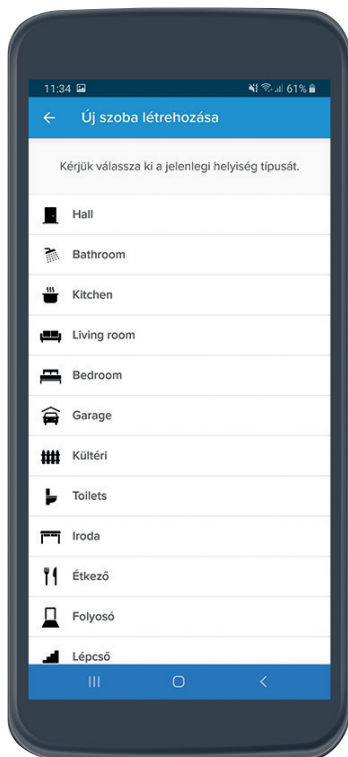 11:34 61%
Új szoba létrehozása
Kérjük válassza ki a jelenlegi helyiség típusát.
Hall
Bathroom
Kitchen
Living room
Bedroom
Garage
Kültéri
Toilets
Iroda
Étkező
Folyosó
Lépcső